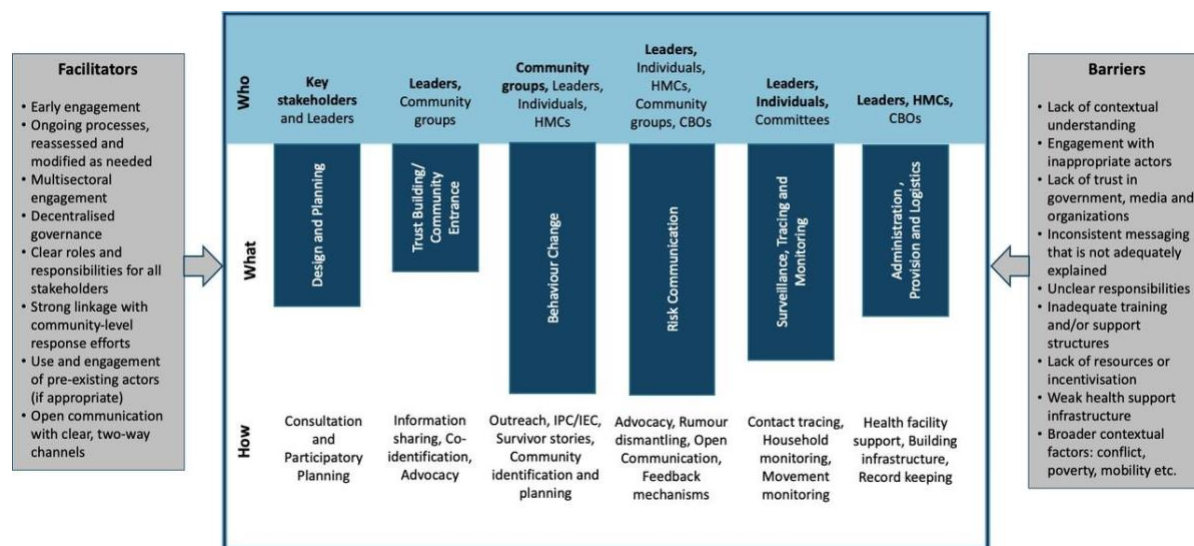 Facilitators
• Early engagement
• Ongoing processes,
reassessed and
modified as needed
• Multisectoral
engagement
• Decentralised
governance
• Clear roles and
responsibilities for all
stakeholders
• Strong linkage with
community-level
response efforts
• Use and engagement
of pre-existing actors
(if appropriate)
• Open communication
with clear, two-way
channels
Who
Key
stakeholders
and Leaders
Leaders,
Community
groups
Community
groups, Leaders,
Individuals,
HMCs
Leaders,
Individuals,
HMCs,
Community
groups, CBOs
Leaders,
Individuals,
Committees
Leaders, HMCs,
CBOs
What
Design and Planning
Trust Building/
Community
Entrance
Behaviour Change
Risk Communication
Surveillance, Tracing and
Monitoring
Administration ,
Provision and Logistics
How
Consultation
and
Participatory
Planning
Information
sharing, Co-
identification,
Advocacy
Outreach, IPC/IEC,
Survivor stories,
Community
identification and
planning
Advocacy, Rumour
dismantling, Open
Communication,
Feedback
mechanisms
Contact tracing,
Household
monitoring,
Movement
monitoring
Health facility
support, Building
infrastructure,
Record keeping
Barriers
• Lack of contextual
understanding
• Engagement with
inappropriate actors
• Lack of trust in
government, media and
organizations
• Inconsistent messaging
that is not adequately
explained
• Unclear responsibilities
• Inadequate training
and/or support
structures
• Lack of resources or
incentivisation
• Weak health support
infrastructure
• Broader contextual
factors: conflict,
poverty, mobility etc.